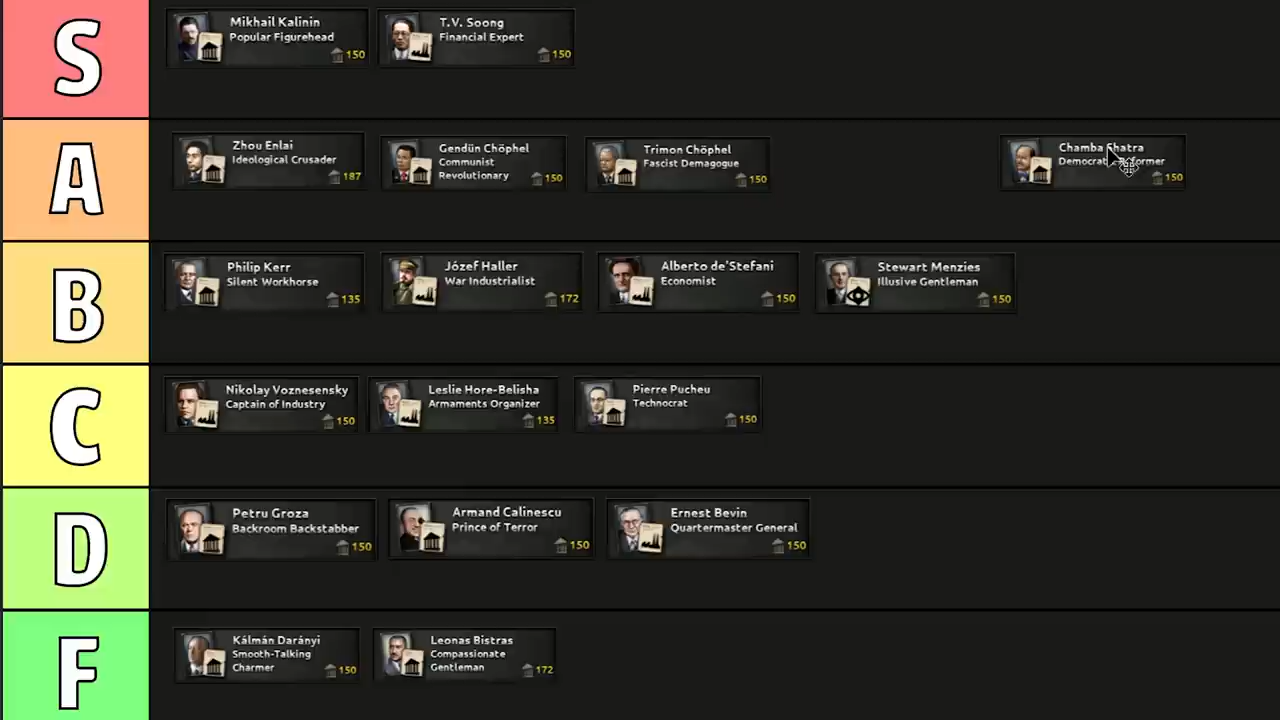 S
Mikhail Kalinin
Popular Figurehead
150
T.V. Soong
Financial Expert
150
A
Zhou Enlai
Ideological Crusader
187
Gendün Chöphel
Communist
Revolutionary
150
Trimon Chöphel
Fascist Demagogue
150
Chamba
150
B
Philip Kerr
Silent Workhorse
135
Józef Haller
War Industrialist
172
Alberto de'Stefani
Economist
150
Stewart Menzies
Illusive Gentleman
150
C
Nikolay Voznesensky
Captain of Industry
150
Leslie Hore-Belisha
Armaments Organizer
135
Pierre Pucheu
Technocrat
150
D
Petru Groza
Backroom Backstabber
150
Armand Calinescu
Prince of Terror
150
Ernest Bevin
Quartermaster General
150
F
Kálmán Darányi
Smooth-Talking
Charmer
150
Leonas Bistras
Compassionate
Gentleman
172